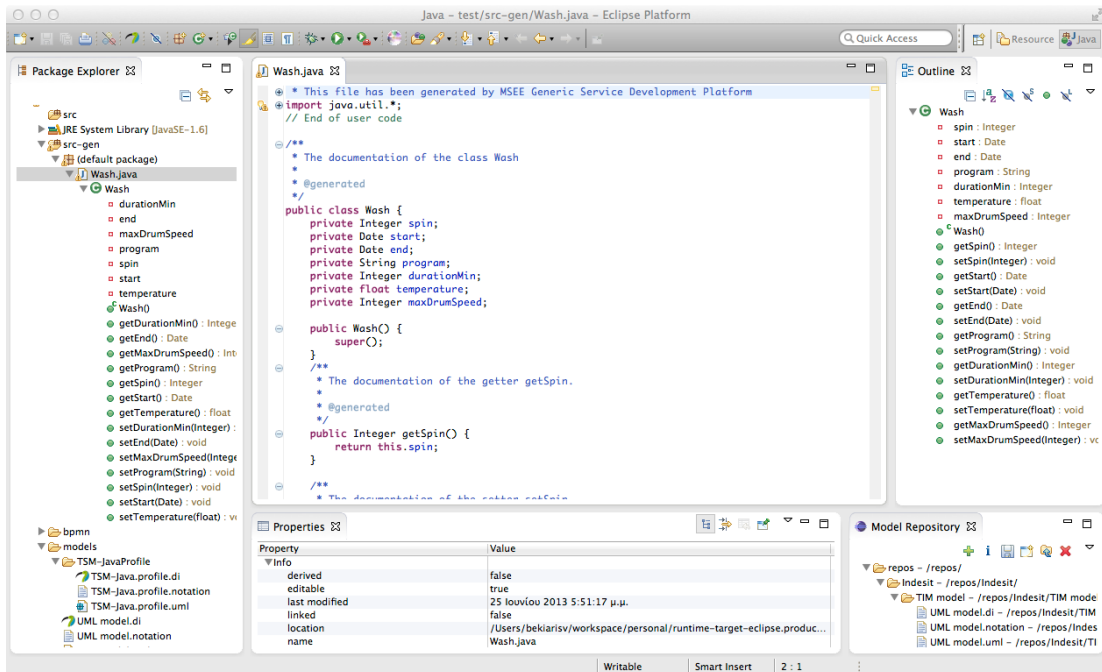 Java – test/src-gen/Wash.java – Eclipse Platform
Quick Access
Resource
Java
Package Explorer
src
JRE System Library [JavaSE-1.6]
src-gen
(default package)
Wash.java
Wash
durationMin
end
maxDrumSpeed
program
spin
start
temperature
Wash()
getDurationMin() : Intege
getEnd() : Date
getMaxDrumSpeed() : Int
getProgram() : String
getSpin() : Integer
getStart() : Date
getTemperature() : float
setDurationMin(Integer) :
setEnd(Date) : void
setMaxDrumSpeed(Intege
setProgram(String) : void
setSpin(Integer) : void
setStart(Date) : void
setTemperature(float) : v
bpmn
models
TSM-JavaProfile
TSM-Java.profile.di
TSM-Java.profile.notation
TSM-Java.profile.uml
UML model.di
UML model.notation
Wash.java
* This file has been generated by MSEE Generic Service Development Platform
import java.util.*;
// End of user code
/**
* The documentation of the class Wash
*
* @generated
*/
public class Wash {
private Integer spin;
private Date start;
private Date end;
private String program;
private Integer durationMin;
private float temperature;
private Integer maxDrumSpeed;
public Wash() {
super();
}
/**
* The documentation of the getter getSpin.
*
* @generated
*/
public Integer getSpin() {
return this.spin;
}
/**
* The documentation of the setter setSpin
Outline
Wash
spin : Integer
start : Date
end : Date
program : String
durationMin : Integer
temperature : float
maxDrumSpeed : Integer
Wash()
getSpin() : Integer
setSpin(Integer) : void
getStart() : Date
setStart(Date) : void
getEnd() : Date
setEnd(Date) : void
getProgram() : String
setProgram(String) : void
getDurationMin() : Integer
setDurationMin(Integer) : void
getTemperature() : float
setTemperature(float) : void
getMaxDrumSpeed() : Integer
setMaxDrumSpeed(Integer) : vo
Properties
Property Value
Info
derived false
editable true
last modified 25 Ιουνίου 2013 5:51:17 μ.μ.
linked false
location /Users/bekiarisv/workspace/personal/runtime-target-eclipse.produc...
name Wash.java
Model Repository
repos – /repos/
Indesit – /repos/Indesit/
TIM model – /repos/Indesit/TIM mode
UML model.di – /repos/Indesit/TIM
UML model.notation – /repos/Indes
UML model.uml – /repos/Indesit/TI
Writable Smart Insert 2 : 1